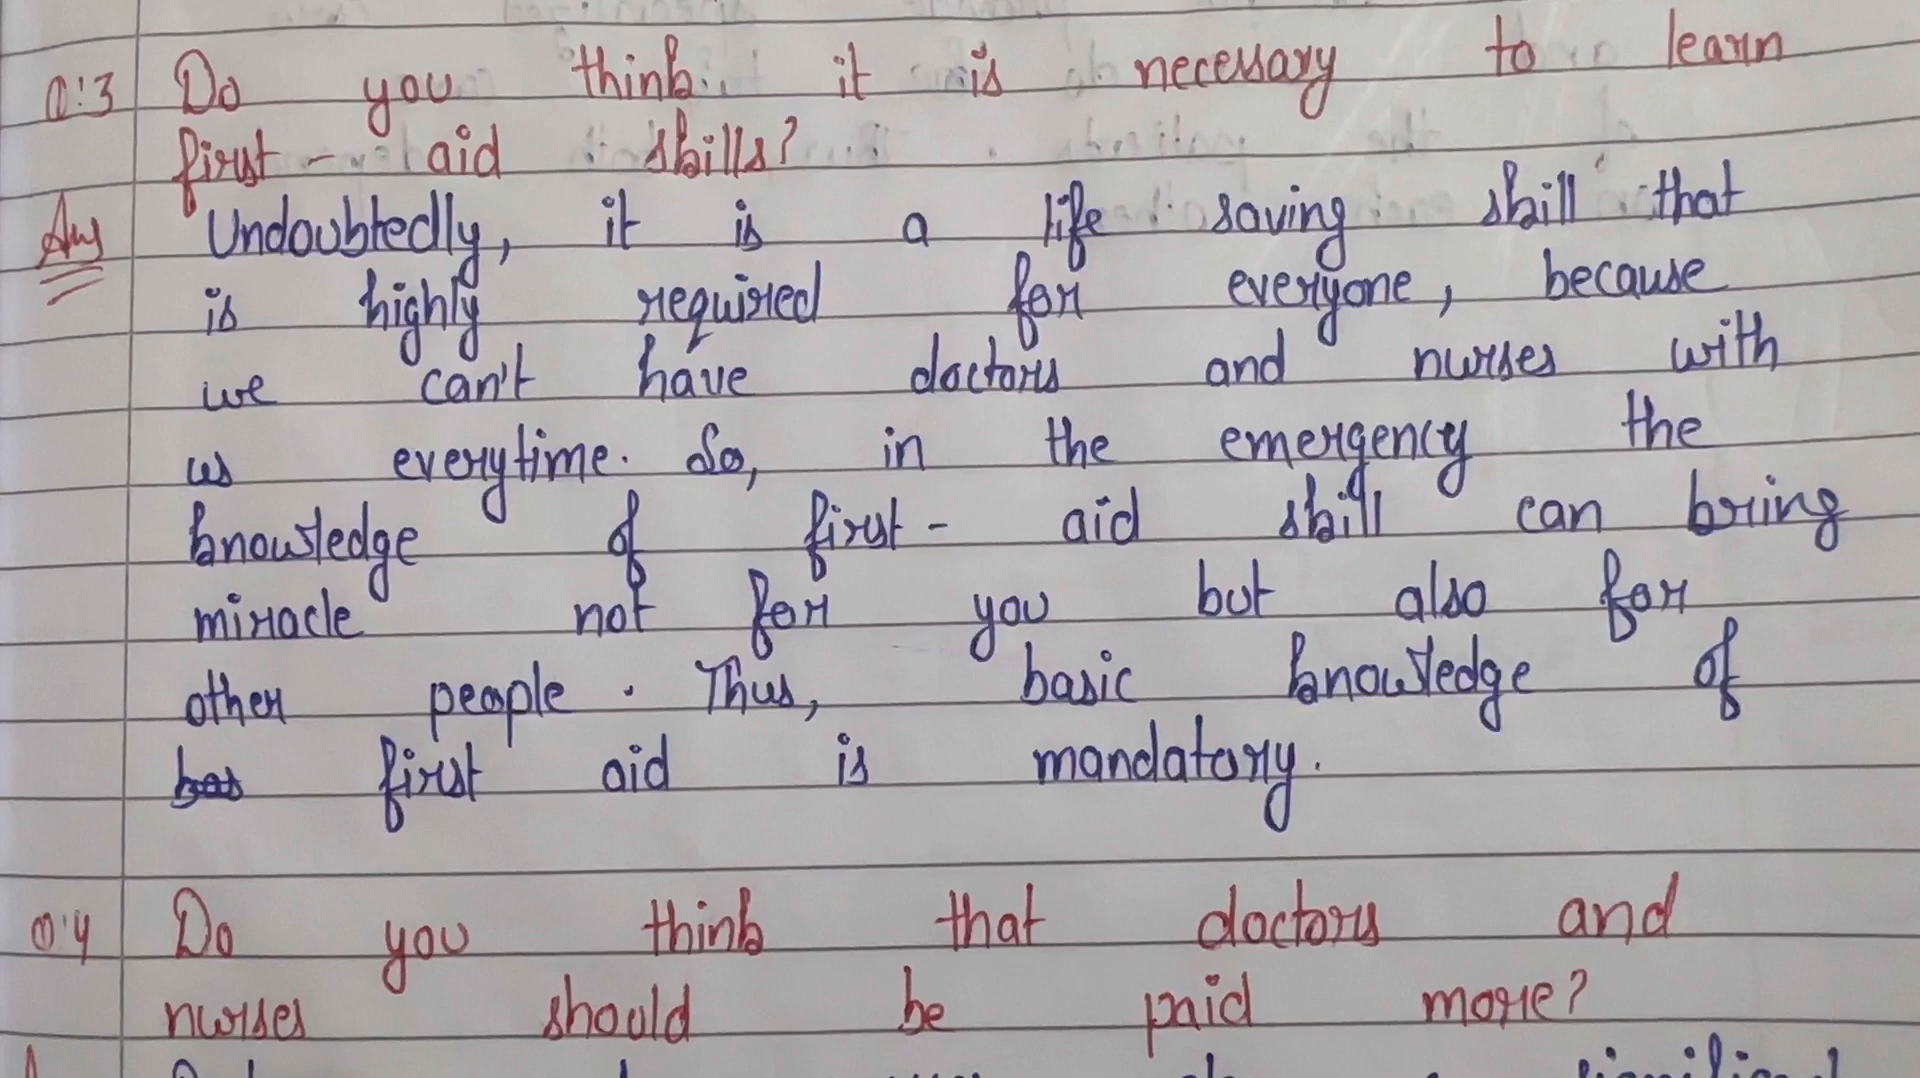 Q:3 Do you think it is necessary to learn
first - aid skills?
Ans Undoubtedly, it is a life saving skill that
is highly required for everyone, because
we can't have doctors and nurses with
us everytime. So, in the emergency the
knowledge of first - aid skill can bring
miracle not for you but also for
other people. Thus, basic knowledge of
first aid is mandatory.
Q:4 Do you think that doctors and
nurses should be paid more?